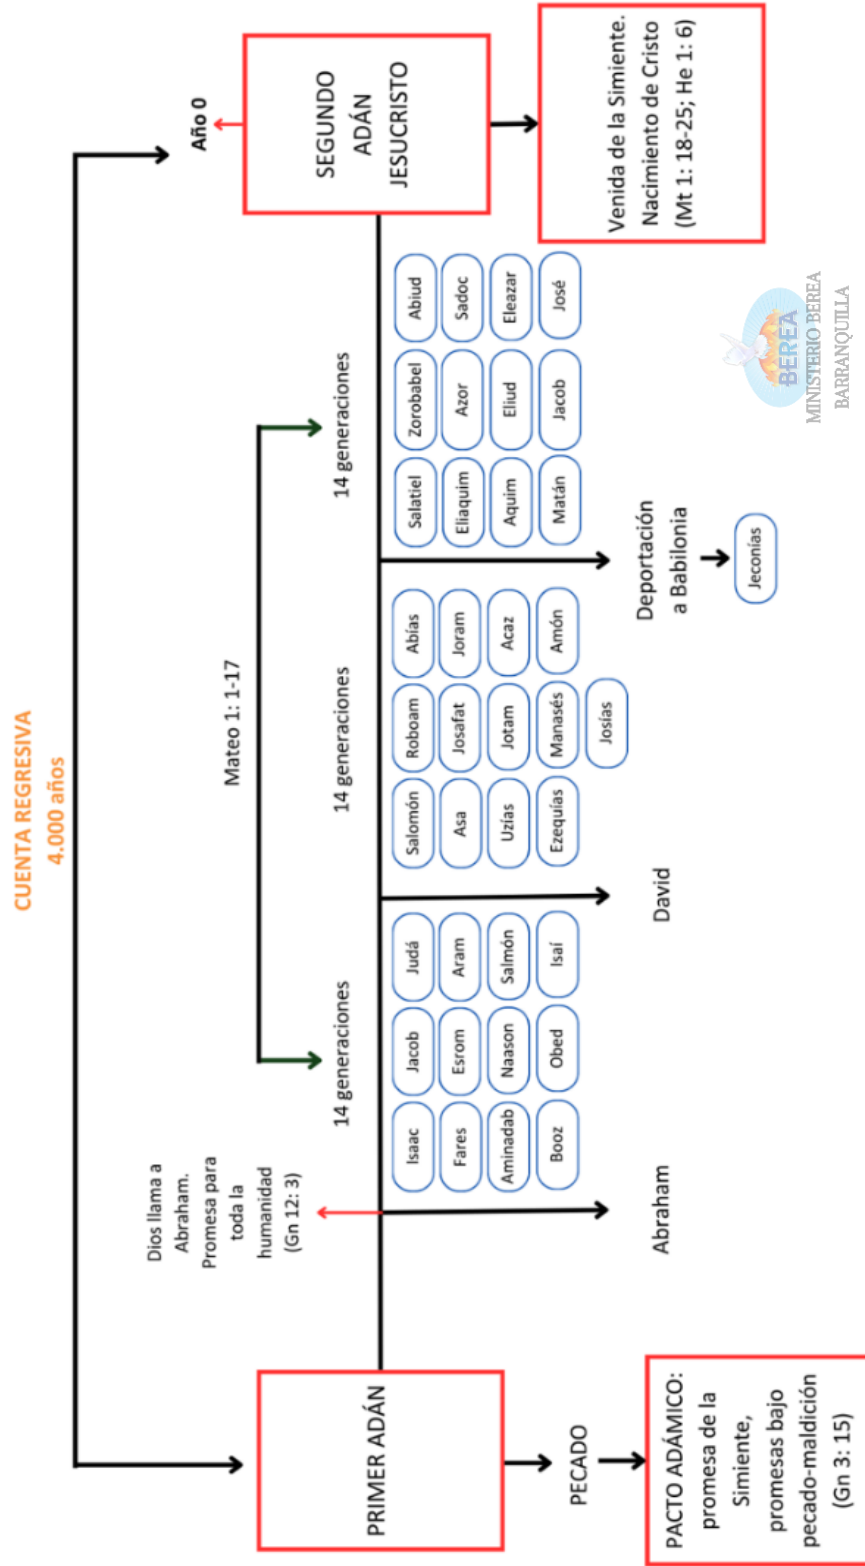 CUENTA REGRESIVA
4.000 años
Año 0
Mateo 1: 1-17
Dios llama a
Abraham.
Promesa para
toda la
humanidad
(Gn 12: 3)
14 generaciones
14 generaciones
14 generaciones
PRIMER ADÁN
SEGUNDO
ADÁN
JESUCRISTO
Isaac
Jacob
Judá
Fares
Esrom
Aram
Aminadab
Naason
Salmón
Booz
Obed
Isaí
Salomón
Roboam
Abías
Asa
Josafat
Joram
Uzías
Jotam
Acaz
Ezequías
Manasés
Amón
Josías
Salatiel
Zorobabel
Abiud
Eliaquim
Azor
Sadoc
Aquim
Eliud
Eleazar
Matán
Jacob
José
PECADO
Abraham
David
Deportación
a Babilonia
Jeconías
PACTO ADÁMICO:
promesa de la
Simiente,
promesas bajo
pecado-maldición
(Gn 3: 15)
Venida de la Simiente.
Nacimiento de Cristo
(Mt 1: 18-25; He 1: 6)
BEREA
MINISTERIO BEREA
BARRANQUILLA